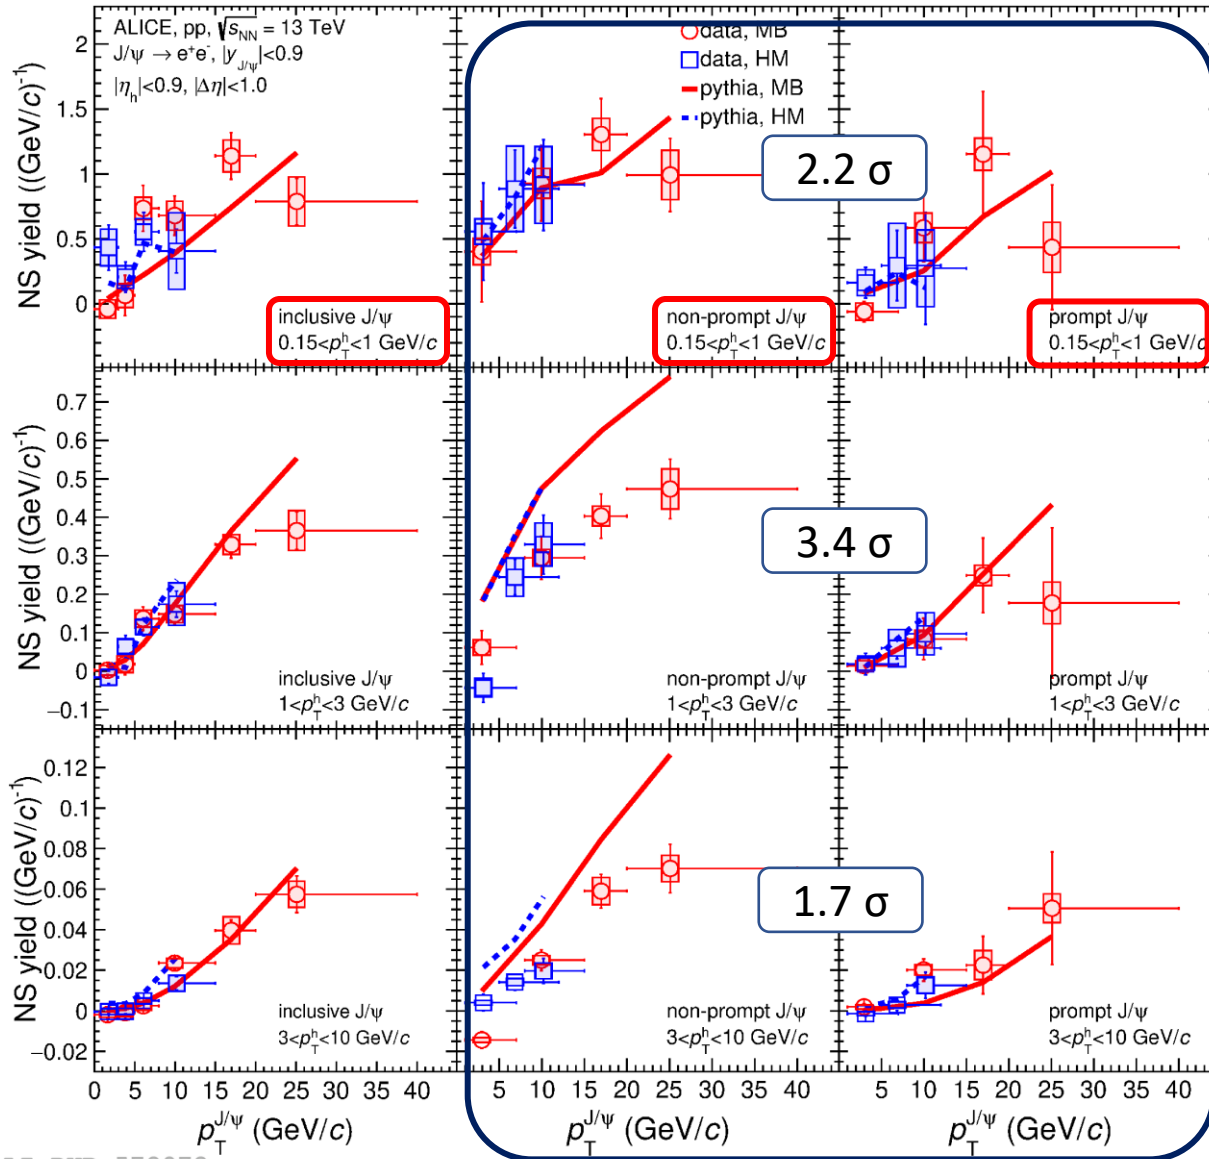 ALICE, pp, √s_NN = 13 TeV
J/ψ → e⁺e⁻, |y_J/ψ|<0.9
|η_h|<0.9, |Δη|<1.0
data, MB
data, HM
pythia, MB
pythia, HM
NS yield ((GeV/c)⁻¹)
2
1.5
1
0.5
0
inclusive J/ψ
0.15<p_T^h<1 GeV/c
non-prompt J/ψ
0.15<p_T^h<1 GeV/c
2.2 σ
prompt J/ψ
0.15<p_T^h<1 GeV/c
NS yield ((GeV/c)⁻¹)
0.7
0.6
0.5
0.4
0.3
0.2
0.1
0
−0.1
inclusive J/ψ
1<p_T^h<3 GeV/c
non-prompt J/ψ
1<p_T^h<3 GeV/c
3.4 σ
prompt J/ψ
1<p_T^h<3 GeV/c
NS yield ((GeV/c)⁻¹)
0.12
0.1
0.08
0.06
0.04
0.02
0
−0.02
inclusive J/ψ
3<p_T^h<10 GeV/c
non-prompt J/ψ
3<p_T^h<10 GeV/c
1.7 σ
prompt J/ψ
3<p_T^h<10 GeV/c
0 5 10 15 20 25 30 35 40
5 10 15 20 25 30 35 40
5 10 15 20 25 30 35 40
p_T^J/ψ (GeV/c)
p_T^J/ψ (GeV/c)
p_T^J/ψ (GeV/c)